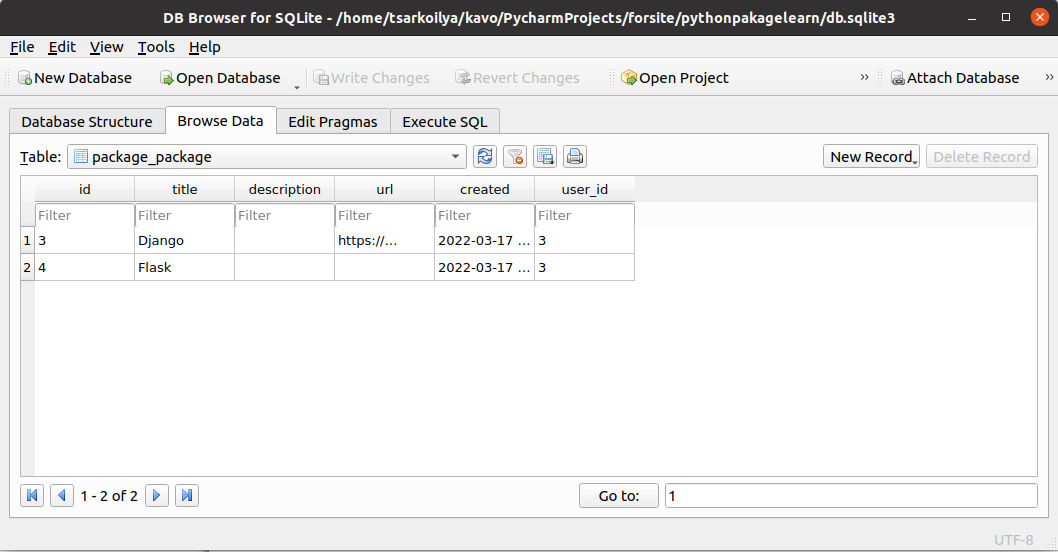 DB Browser for SQLite - /home/tsarkoilya/kavo/PycharmProjects/forsite/pythonpakagelearn/db.sqlite3
File Edit View Tools Help
New Database Open Database Write Changes Revert Changes Open Project » Attach Database »
Database Structure Browse Data Edit Pragmas Execute SQL
Table: package_package New Record Delete Record
id title description url created user_id
Filter Filter Filter Filter Filter Filter
1 3 Django https://... 2022-03-17 ... 3
2 4 Flask 2022-03-17 ... 3
1 - 2 of 2 Go to: 1
UTF-8